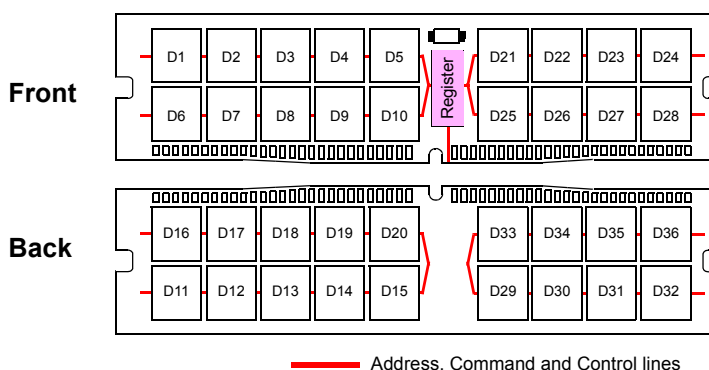 D1 D2 D3 D4 D5 D21 D22 D23 D24
Register
Front
D6 D7 D8 D9 D10 D25 D26 D27 D28
D16 D17 D18 D19 D20 D33 D34 D35 D36
Back
D11 D12 D13 D14 D15 D29 D30 D31 D32
Address, Command and Control lines